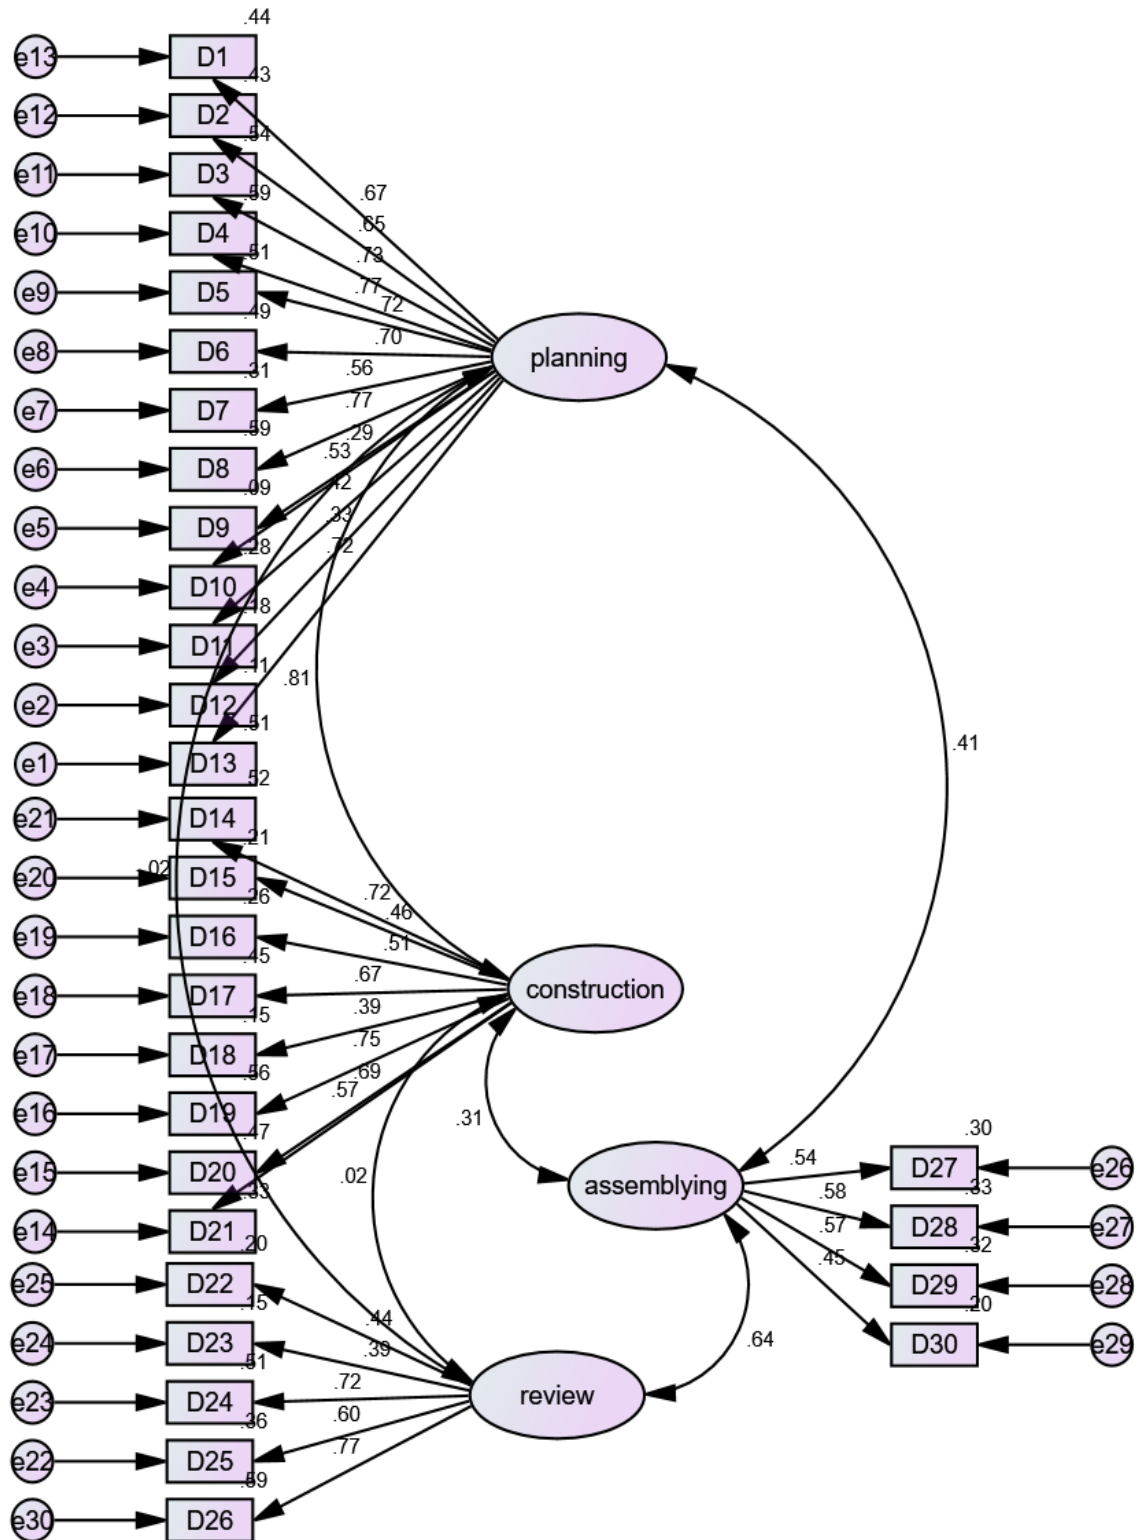 .44
e13 D1
.43
e12 D2
.54
e11 D3
.59
.67
e10 D4
.65
.51
.73
e9 D5
.77
.72
.49
e8 D6
.70
planning
.31
.56
e7 D7
.77
.59
.29
e6 D8
.53
.09
.42
e5 D9
.33
.28
.72
e4 D10
.18
e3 D11
.11
.81
e2 D12
.51
.41
e1 D13
.52
e21 D14
.21
.02
e20 D15
.26
.72
.46
e19 D16
.45
.51
.67
e18 D17
construction
.15
.39
e17 D18
.56
.75
.69
.57
e16 D19
.47
.31
.30
e15 D20
.54
D27 e26
.33
.02
assemblying
.58
.33
e14 D21
.57
D28 e27
.20
.45
.32
e25 D22
D29 e28
.15
.44
.20
e24 D23
.39
.64
D30 e29
.51
.72
e23 D24
review
.36
.60
e22 D25
.77
.59
e30 D26